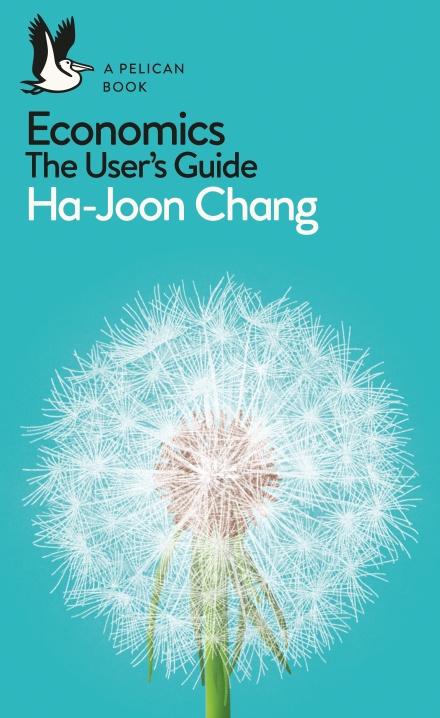 A PELICAN
BOOK
Economics
The User’s Guide
Ha-Joon Chang